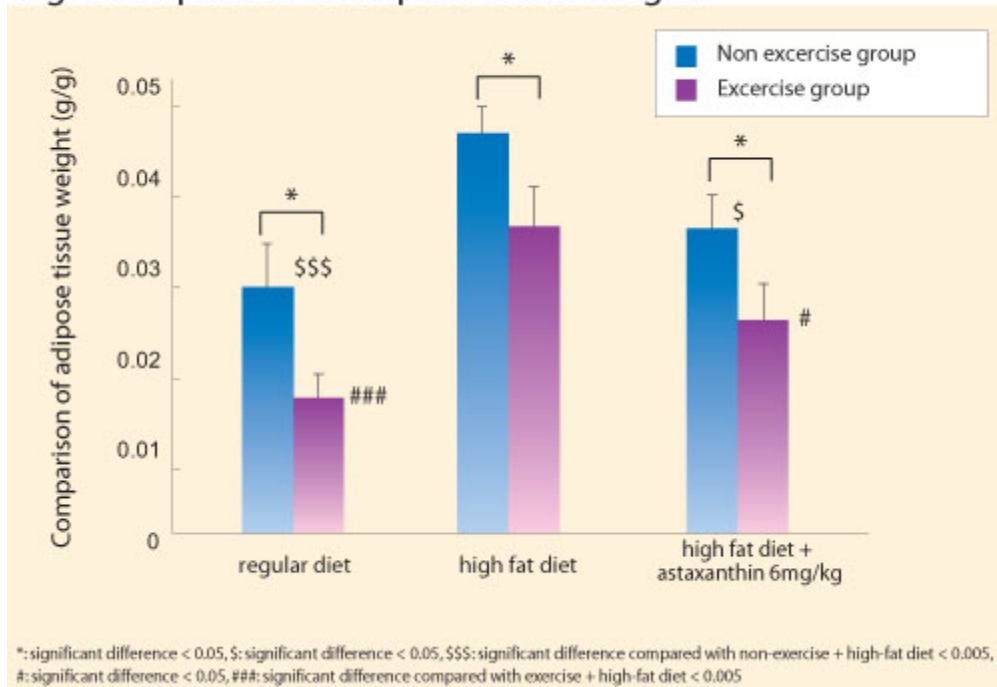 Non excercise group
Excercise group
Comparison of adipose tissue weight (g/g)
0.05
0.04
0.03
0.02
0.01
0
*
$$$
###
*
*
$
#
regular diet
high fat diet
high fat diet +
astaxanthin 6mg/kg
*: significant difference < 0.05, $: significant difference < 0.05, $$$: significant difference compared with non-exercise + high-fat diet < 0.005,
#: significant difference < 0.05, ###: significant difference compared with exercise + high-fat diet < 0.005